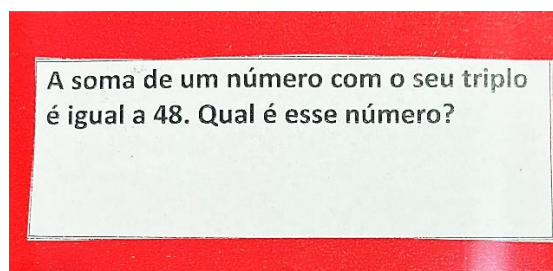 A soma de um número com o seu triplo
é igual a 48. Qual é esse número?